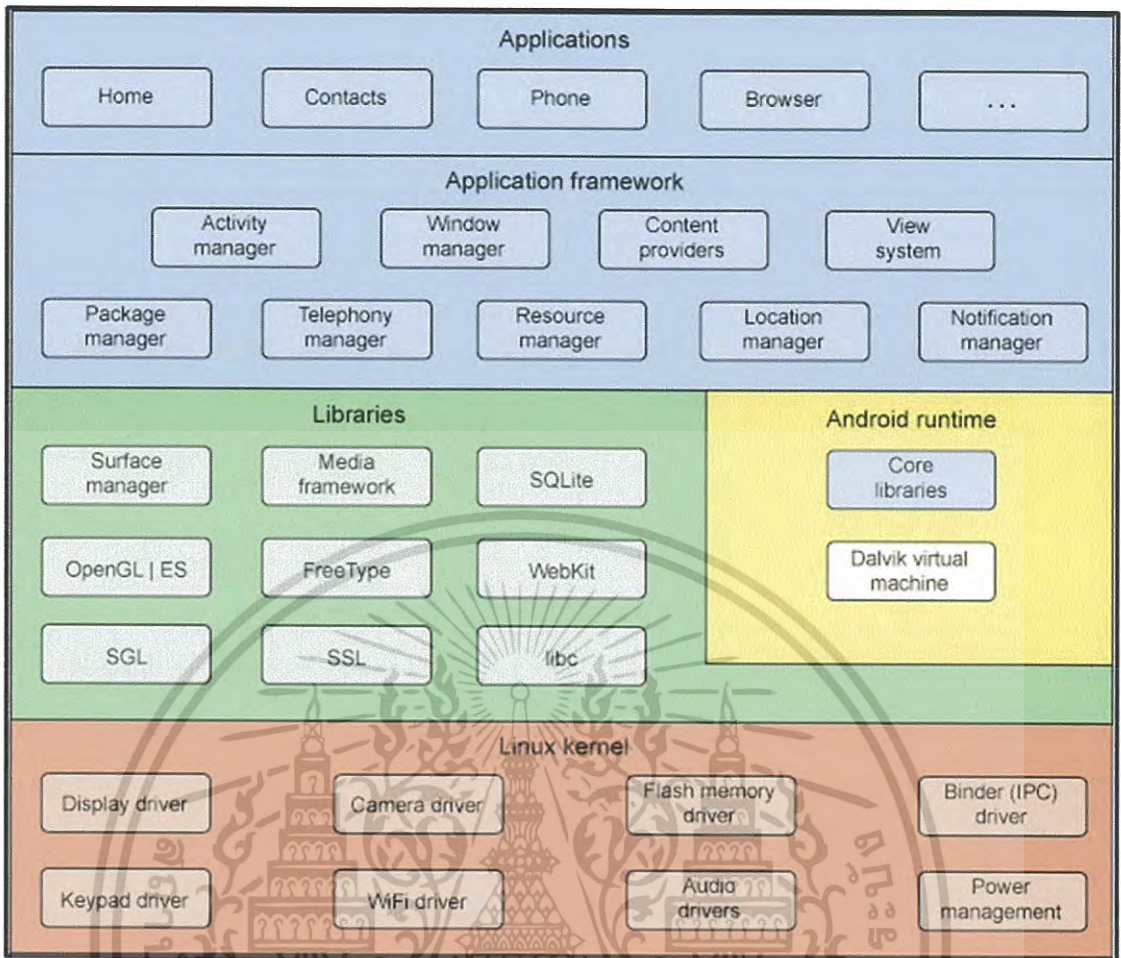 Applications
Home
Contacts
Phone
Browser
...
Application framework
Activity
manager
Window
manager
Content
providers
View
system
Package
manager
Telephony
manager
Resource
manager
Location
manager
Notification
manager
Libraries
Android runtime
Surface
manager
Media
framework
SQLite
Core
libraries
OpenGL | ES
FreeType
WebKit
Dalvik virtual
machine
SGL
SSL
libc
Linux kernel
Display driver
Camera driver
Flash memory
driver
Binder (IPC)
driver
Keypad driver
WiFi driver
Audio
drivers
Power
management